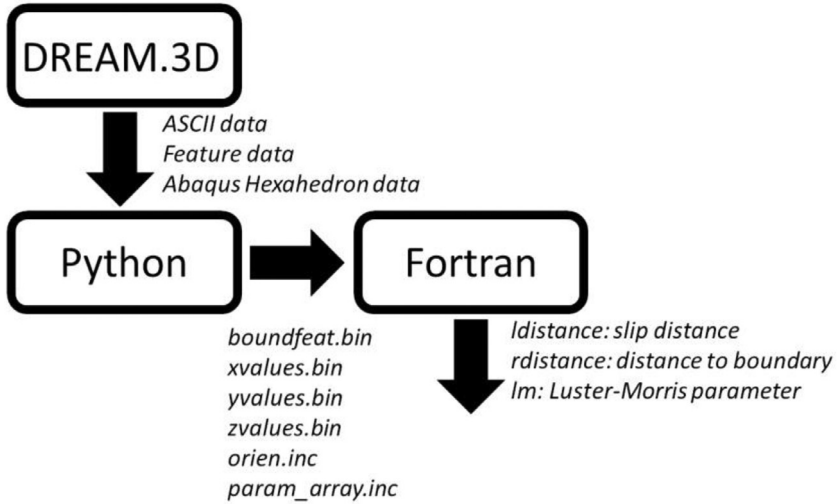 DREAM.3D
ASCII data
Feature data
Abaqus Hexahedron data
Python
Fortran
boundfeat.bin
xvalues.bin
yvalues.bin
zvalues.bin
orien.inc
param_array.inc
ldistance: slip distance
rdistance: distance to boundary
lm: Luster-Morris parameter